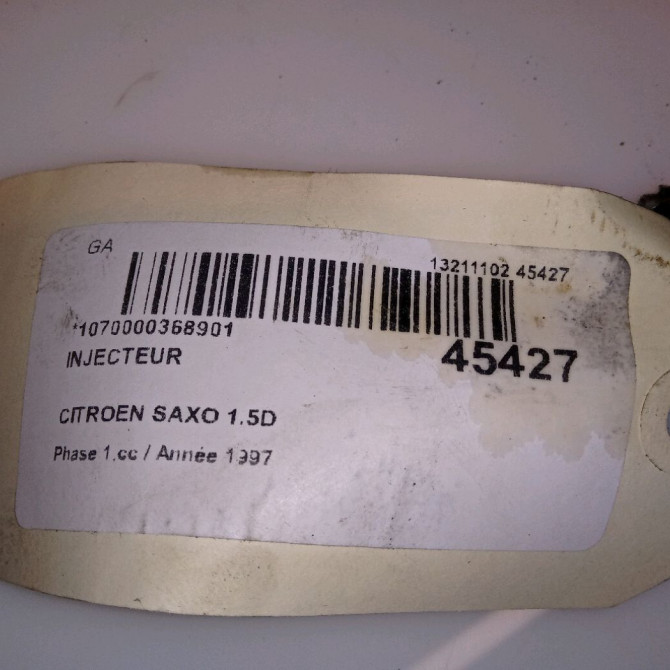 GA
13211102 45427
*1070000368901
45427
INJECTEUR
CITROEN SAXO 1.5D
Phase 1.cc / Année 1997